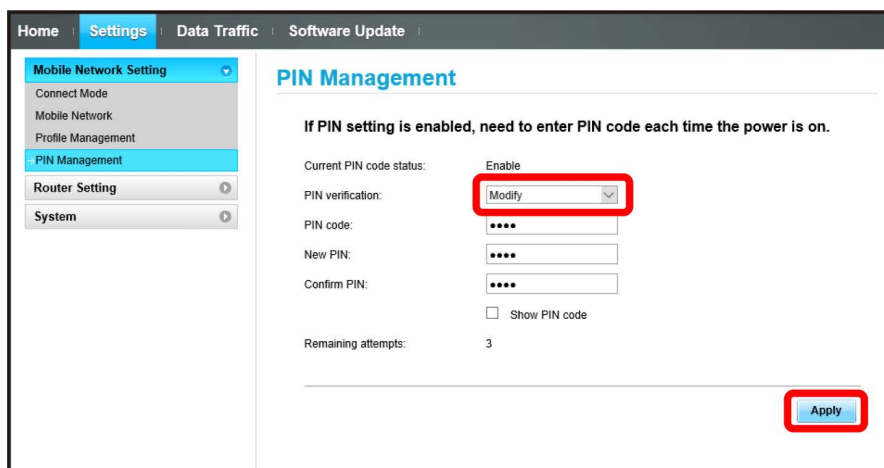 Home Settings Data Traffic Software Update
Mobile Network Setting
Connect Mode
Mobile Network
Profile Management
PIN Management
Router Setting
System
PIN Management
If PIN setting is enabled, need to enter PIN code each time the power is on.
Current PIN code status: Enable
PIN verification: Modify
PIN code: ●●●●
New PIN: ●●●●
Confirm PIN: ●●●●
Show PIN code
Remaining attempts: 3
Apply